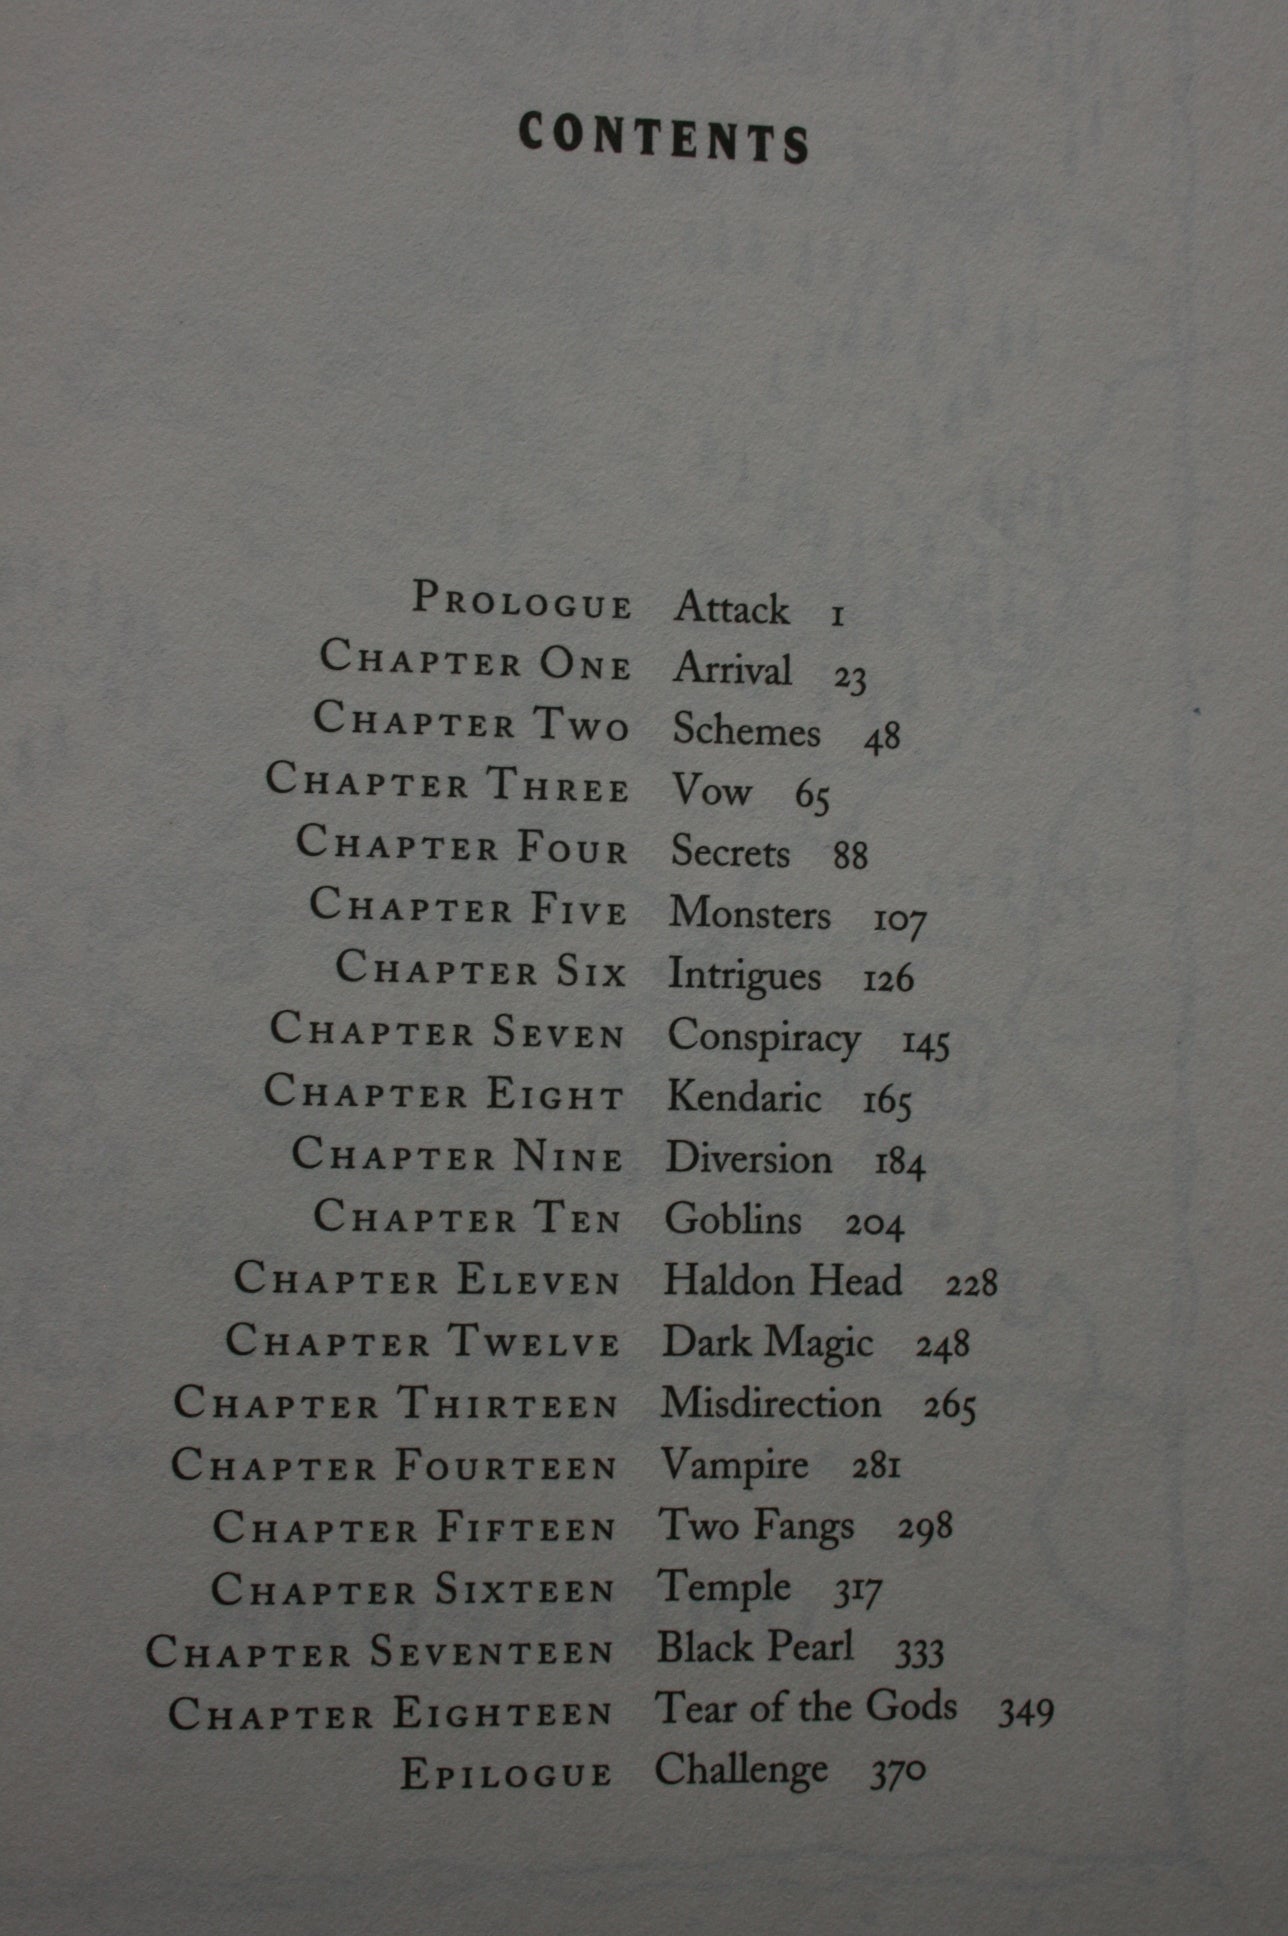 CONTENTS
PROLOGUE Attack 1
CHAPTER ONE Arrival 23
CHAPTER TWO Schemes 48
CHAPTER THREE Vow 65
CHAPTER FOUR Secrets 88
CHAPTER FIVE Monsters 107
CHAPTER SIX Intrigues 126
CHAPTER SEVEN Conspiracy 145
CHAPTER EIGHT Kendaric 165
CHAPTER NINE Diversion 184
CHAPTER TEN Goblins 204
CHAPTER ELEVEN Haldon Head 228
CHAPTER TWELVE Dark Magic 248
CHAPTER THIRTEEN Misdirection 265
CHAPTER FOURTEEN Vampire 281
CHAPTER FIFTEEN Two Fangs 298
CHAPTER SIXTEEN Temple 317
CHAPTER SEVENTEEN Black Pearl 333
CHAPTER EIGHTEEN Tear of the Gods 349
EPILOGUE Challenge 370